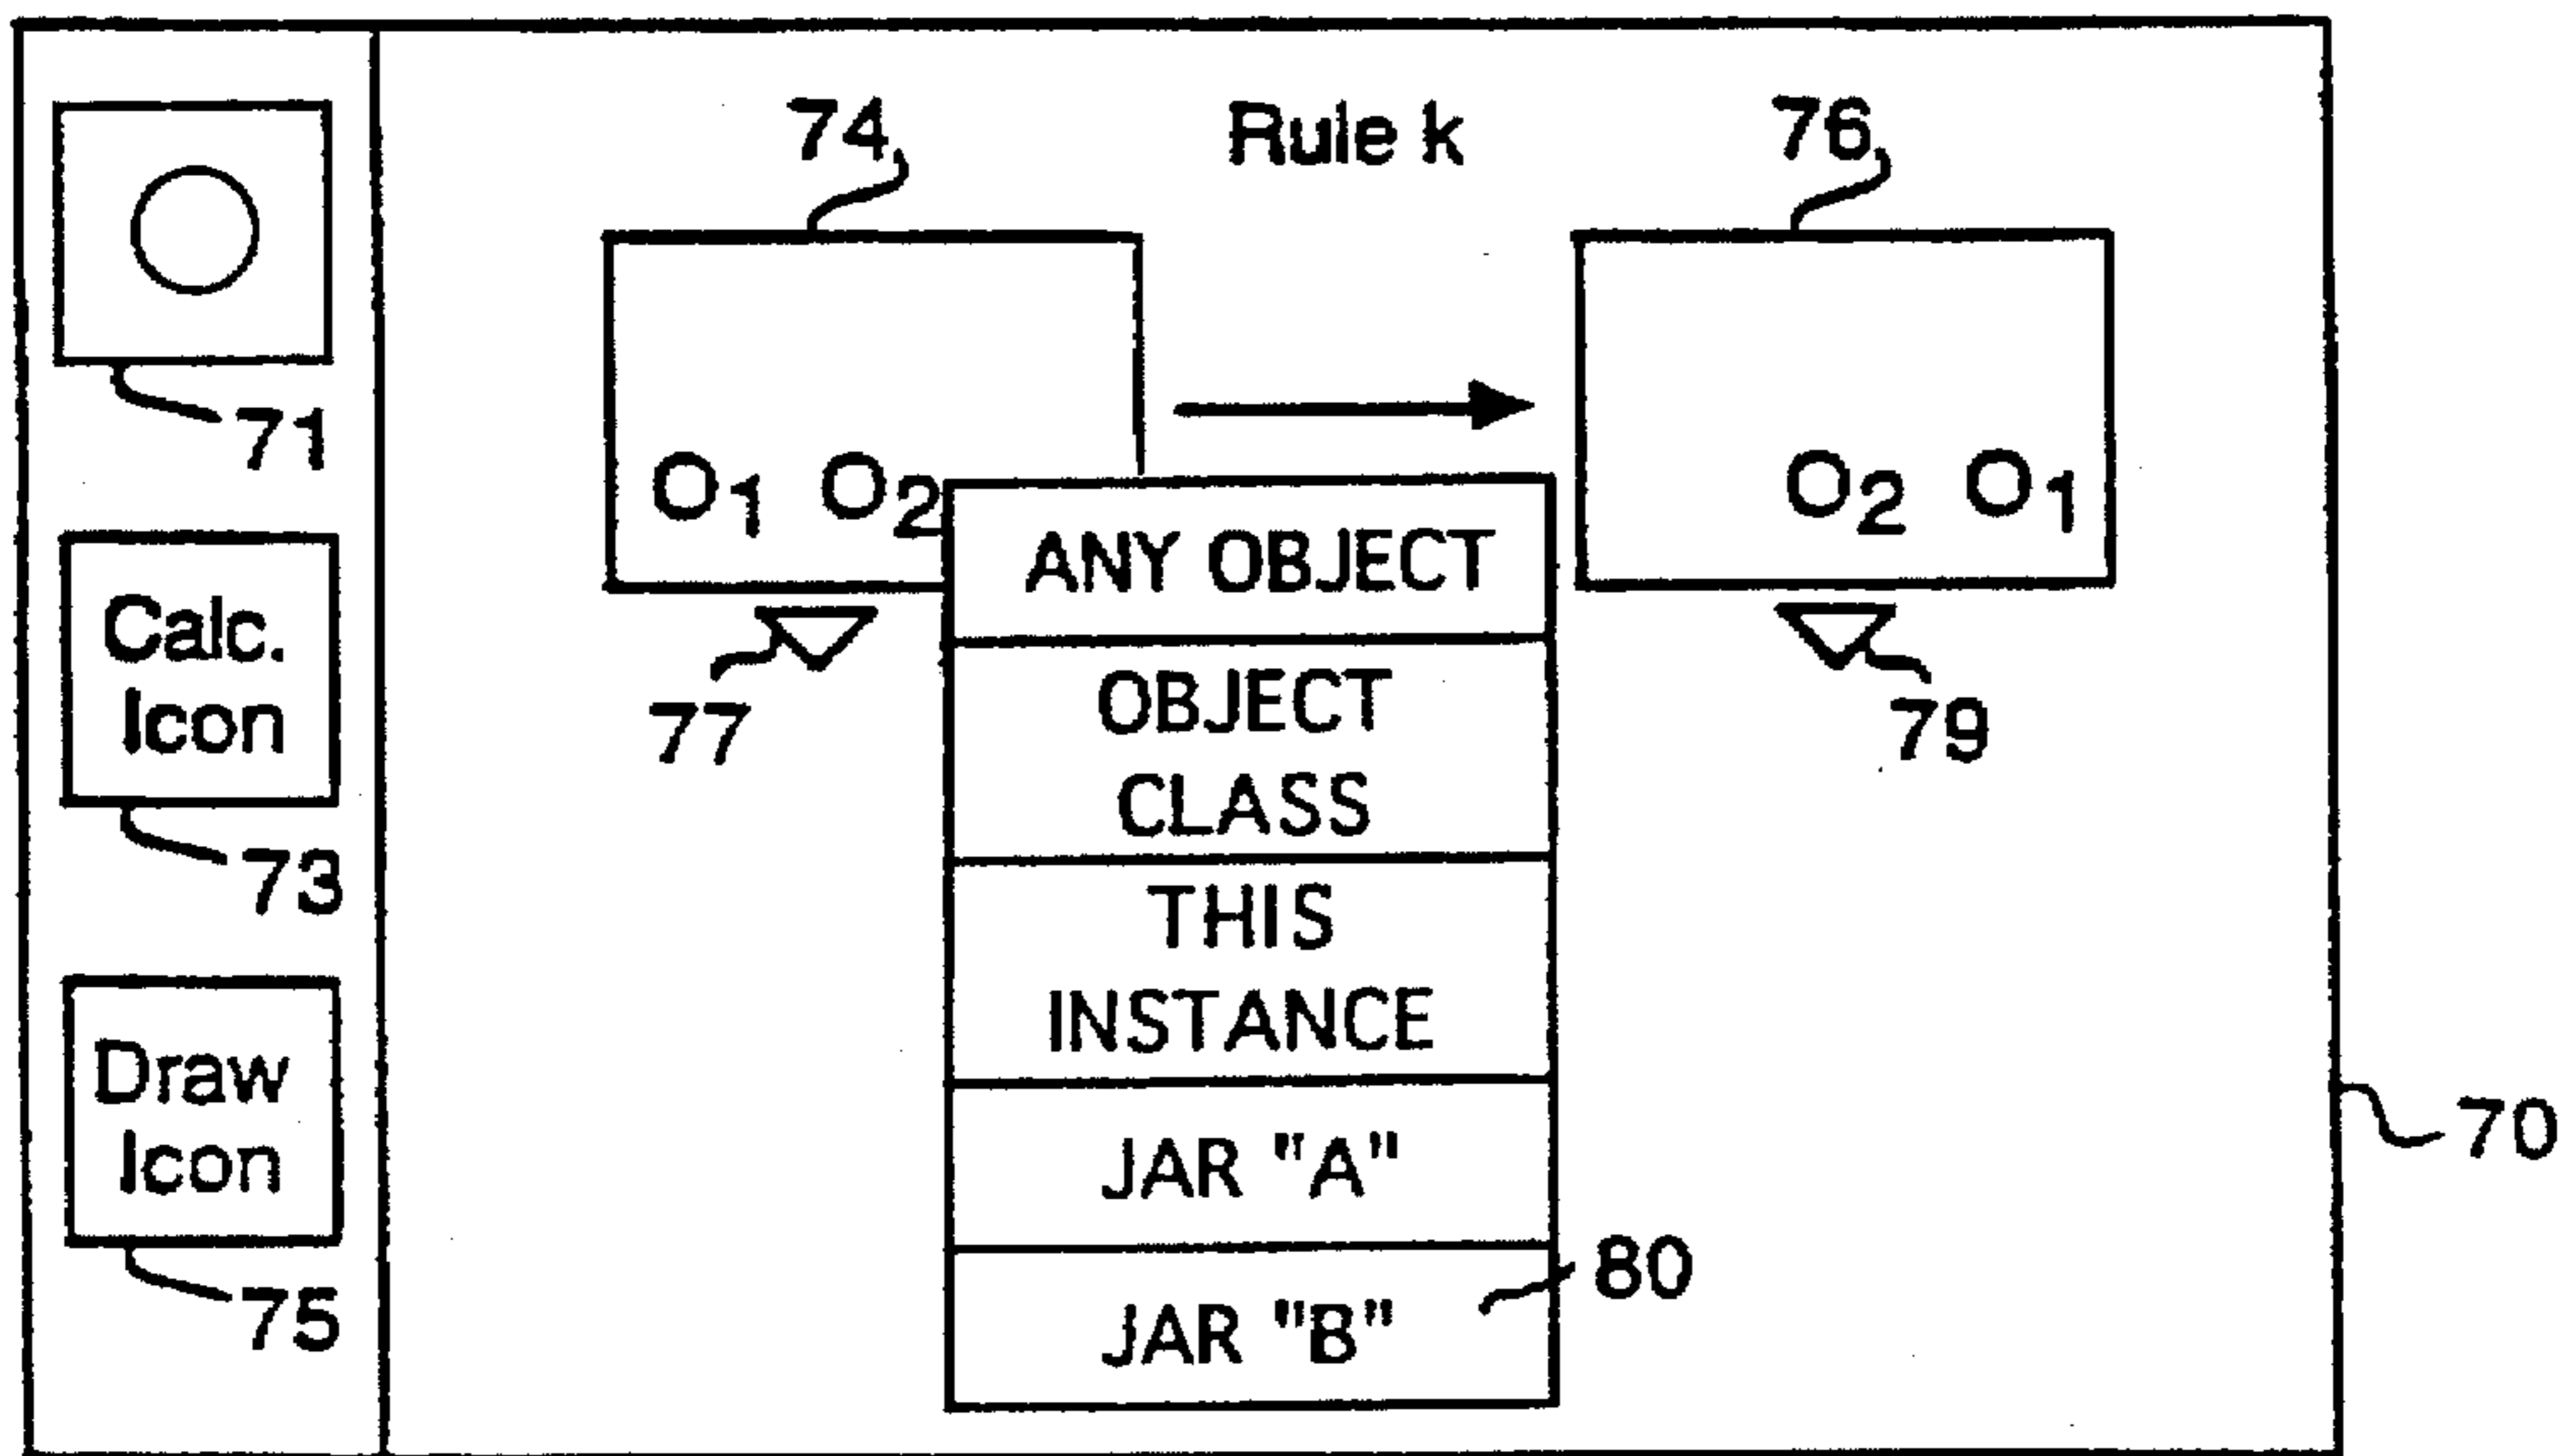 74
Rule k
76
71
O1 O2
O2 O1
ANY OBJECT
Calc.
Icon
77
79
OBJECT
CLASS
73
THIS
INSTANCE
Draw
Icon
70
JAR "A"
75
80
JAR "B"